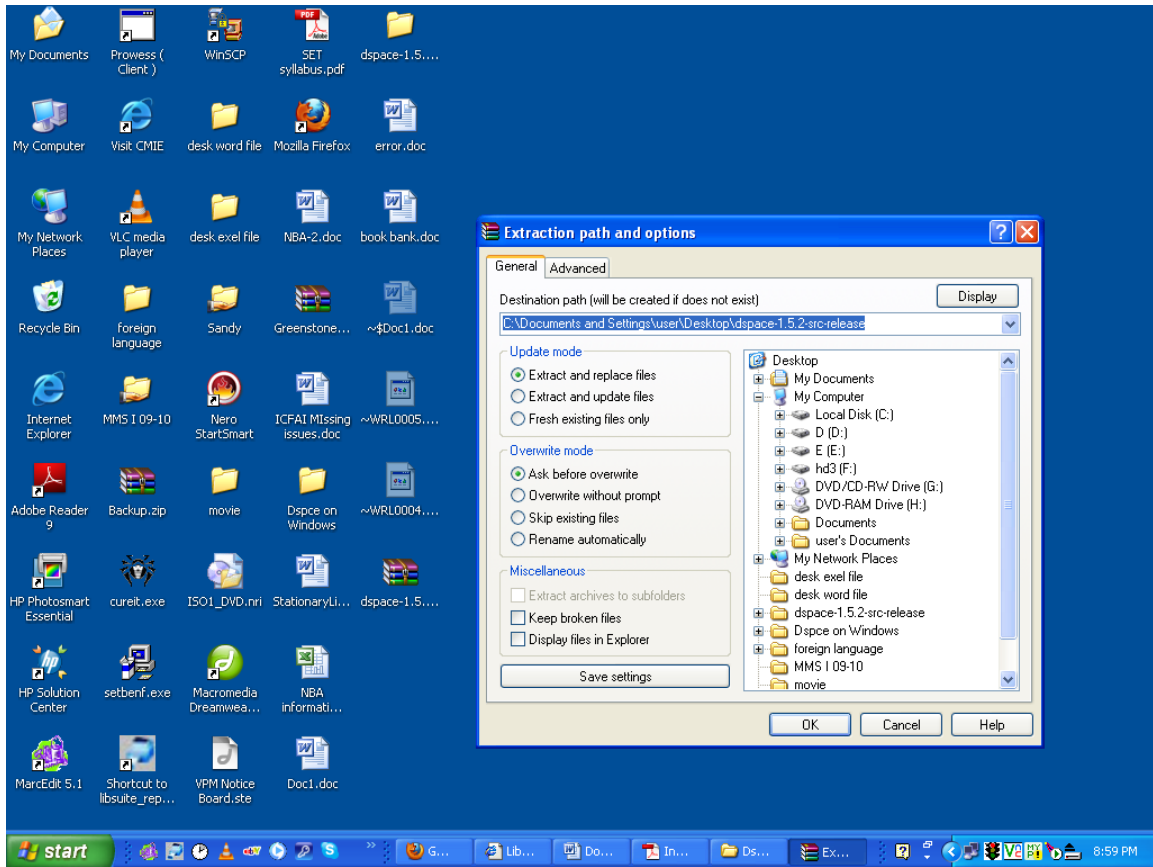 My Documents
Prowess (
Client )
WinSCP
SET
syllabus.pdf
dspace-1.5....
My Computer
Visit CMIE
desk word file
Mozilla Firefox
error.doc
My Network
Places
VLC media
player
desk exel file
NBA-2.doc
book bank.doc
Recycle Bin
foreign
language
Sandy
Greenstone...
~$Doc1.doc
Internet
Explorer
MMS I 09-10
Nero
StartSmart
ICFAI MIssing
issues.doc
~WRL0005....
Adobe Reader
9
Backup.zip
movie
Dspce on
Windows
~WRL0004....
HP Photosmart
Essential
cureit.exe
ISO1_DVD.nri
StationaryLi...
dspace-1.5....
HP Solution
Center
setbenf.exe
Macromedia
Dreamwea...
NBA
informati...
MarcEdit 5.1
Shortcut to
libsuite_rep...
VPM Notice
Board.ste
Doc1.doc
Extraction path and options
General
Advanced
Destination path (will be created if does not exist)
Display
C:\Documents and Settings\user\Desktop\dspace-1.5.2-src-release
Update mode
Extract and replace files
Extract and update files
Fresh existing files only
Overwrite mode
Ask before overwrite
Overwrite without prompt
Skip existing files
Rename automatically
Miscellaneous
Extract archives to subfolders
Keep broken files
Display files in Explorer
Save settings
Desktop
My Documents
My Computer
Local Disk (C:)
D (D:)
E (E:)
hd3 (F:)
DVD/CD-RW Drive (G:)
DVD-RAM Drive (H:)
Documents
user's Documents
My Network Places
desk exel file
desk word file
dspace-1.5.2-src-release
Dspce on Windows
foreign language
MMS I 09-10
movie
OK
Cancel
Help
start
G...
Lib...
Do...
In...
Ds...
Ex...
8:59 PM